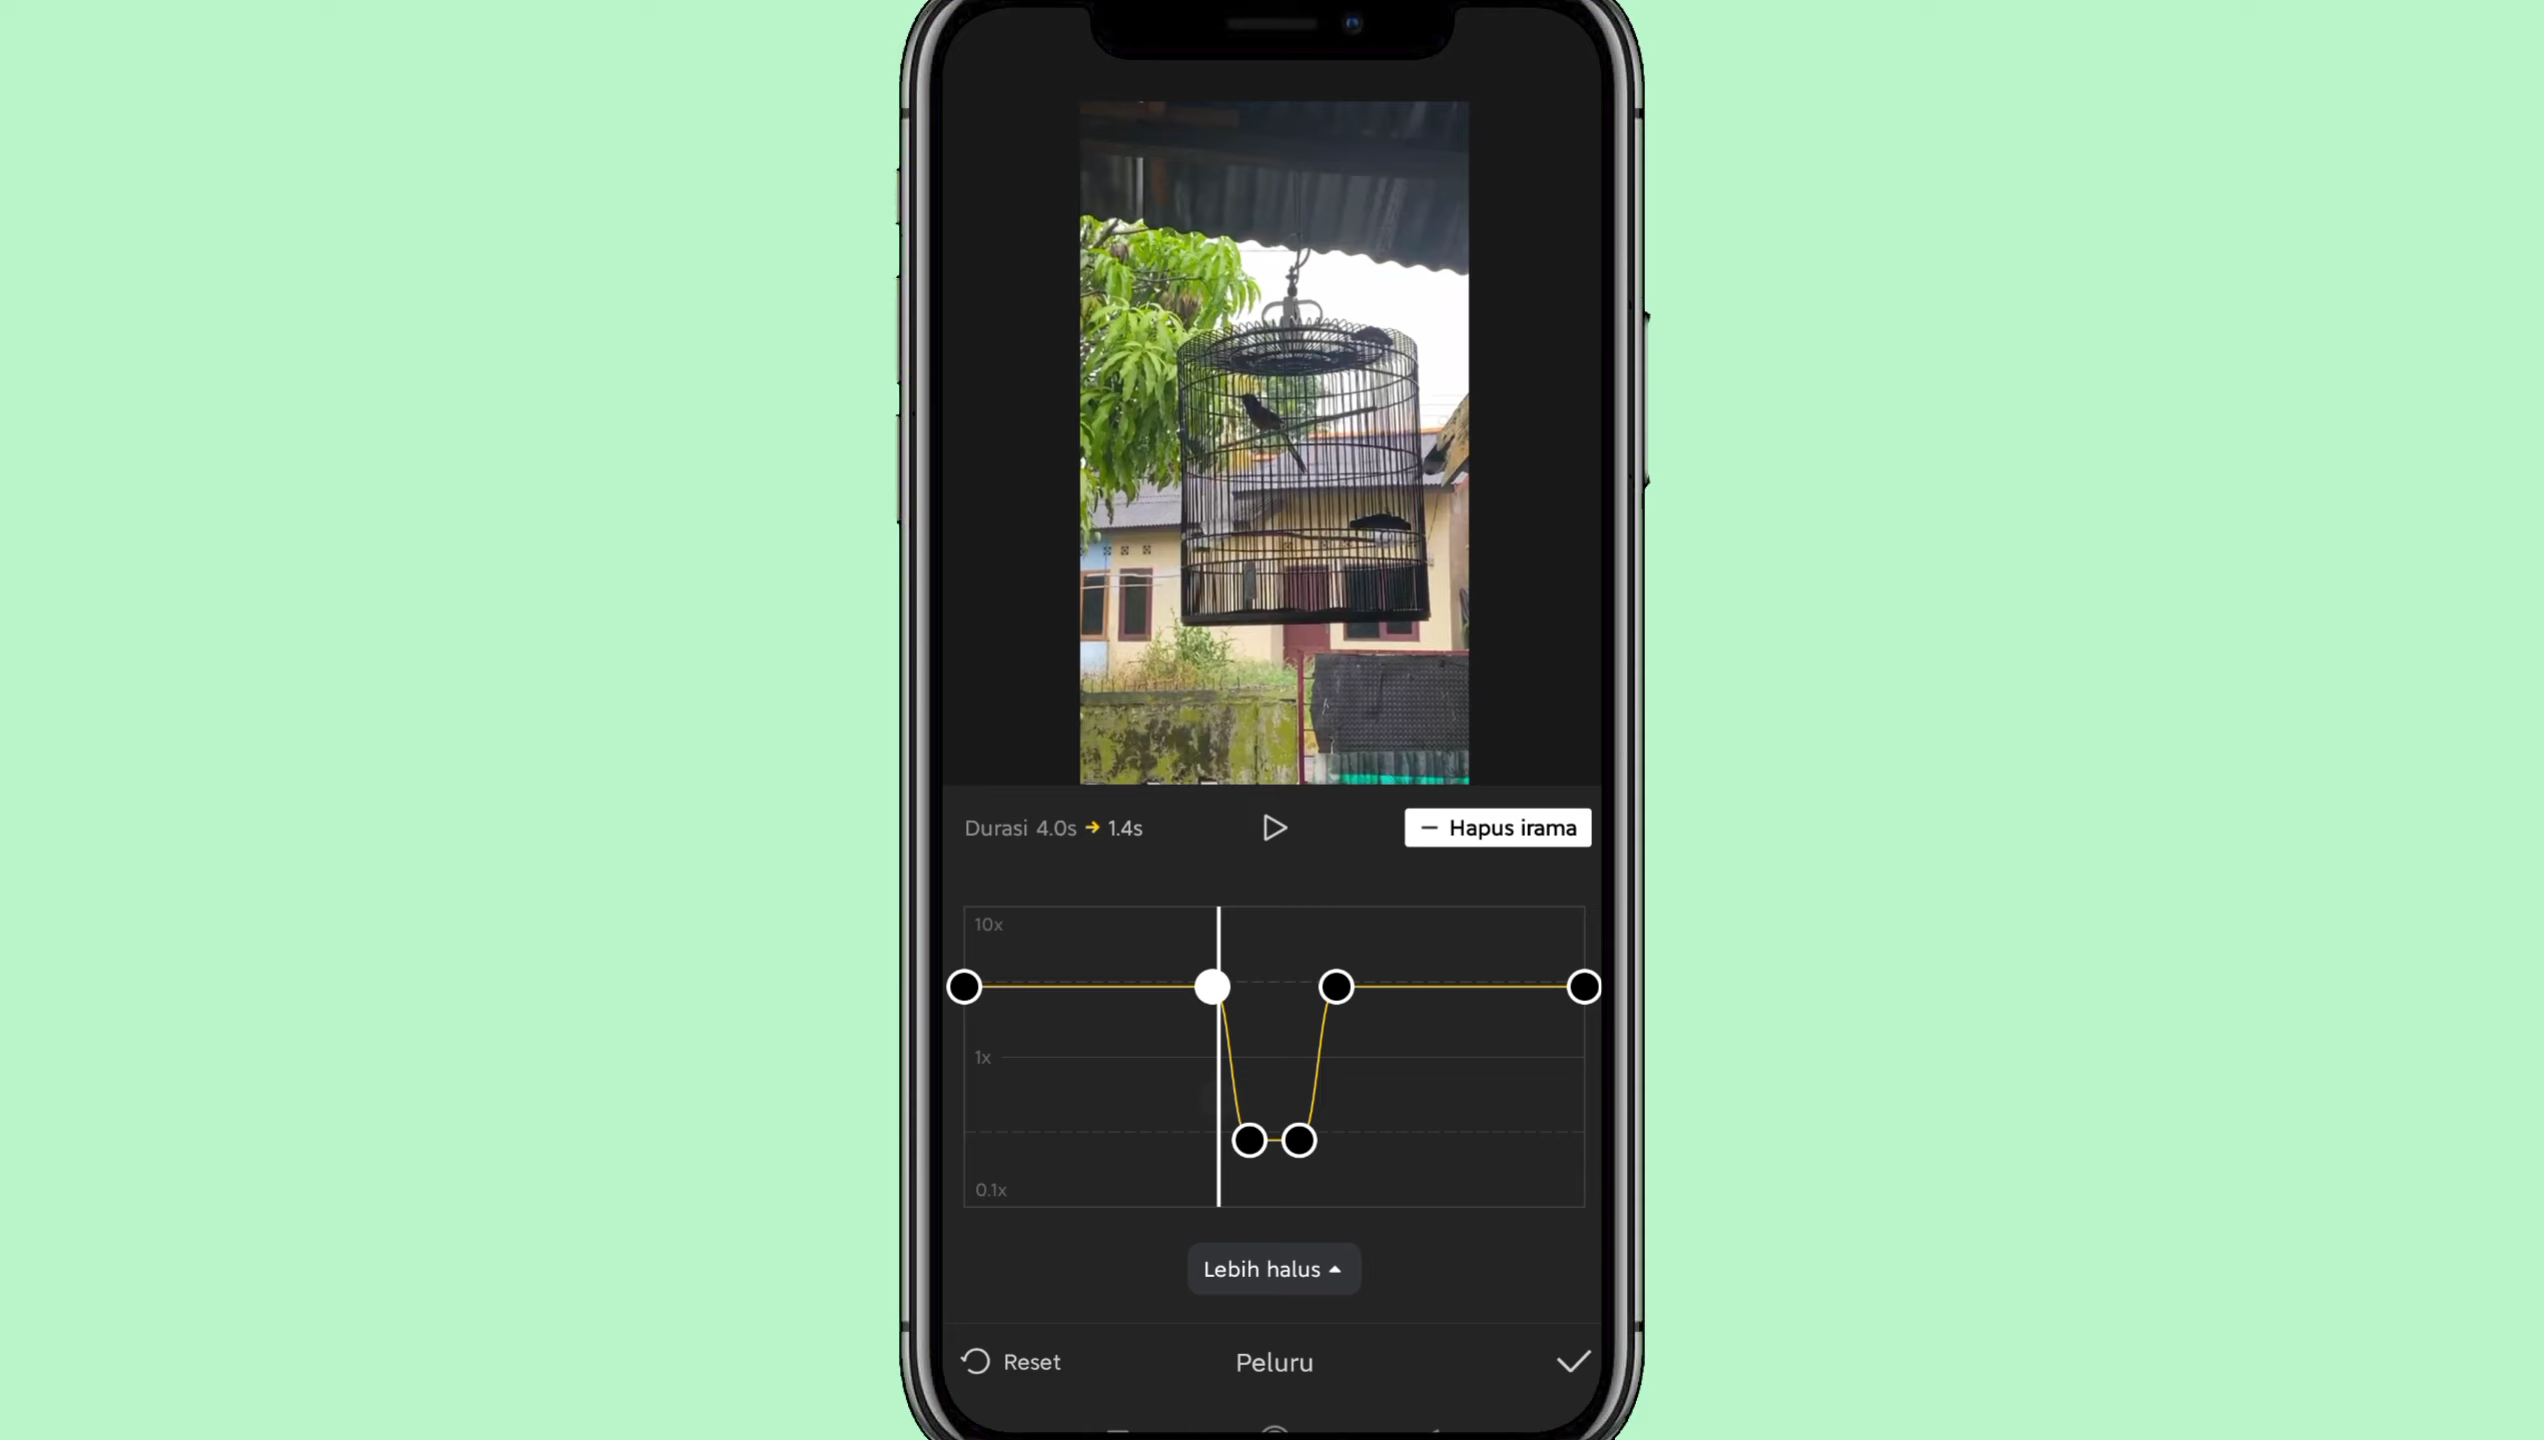 Durasi 4.0s → 1.4s
− Hapus irama
10x
1x
0.1x
Lebih halus
Reset
Peluru